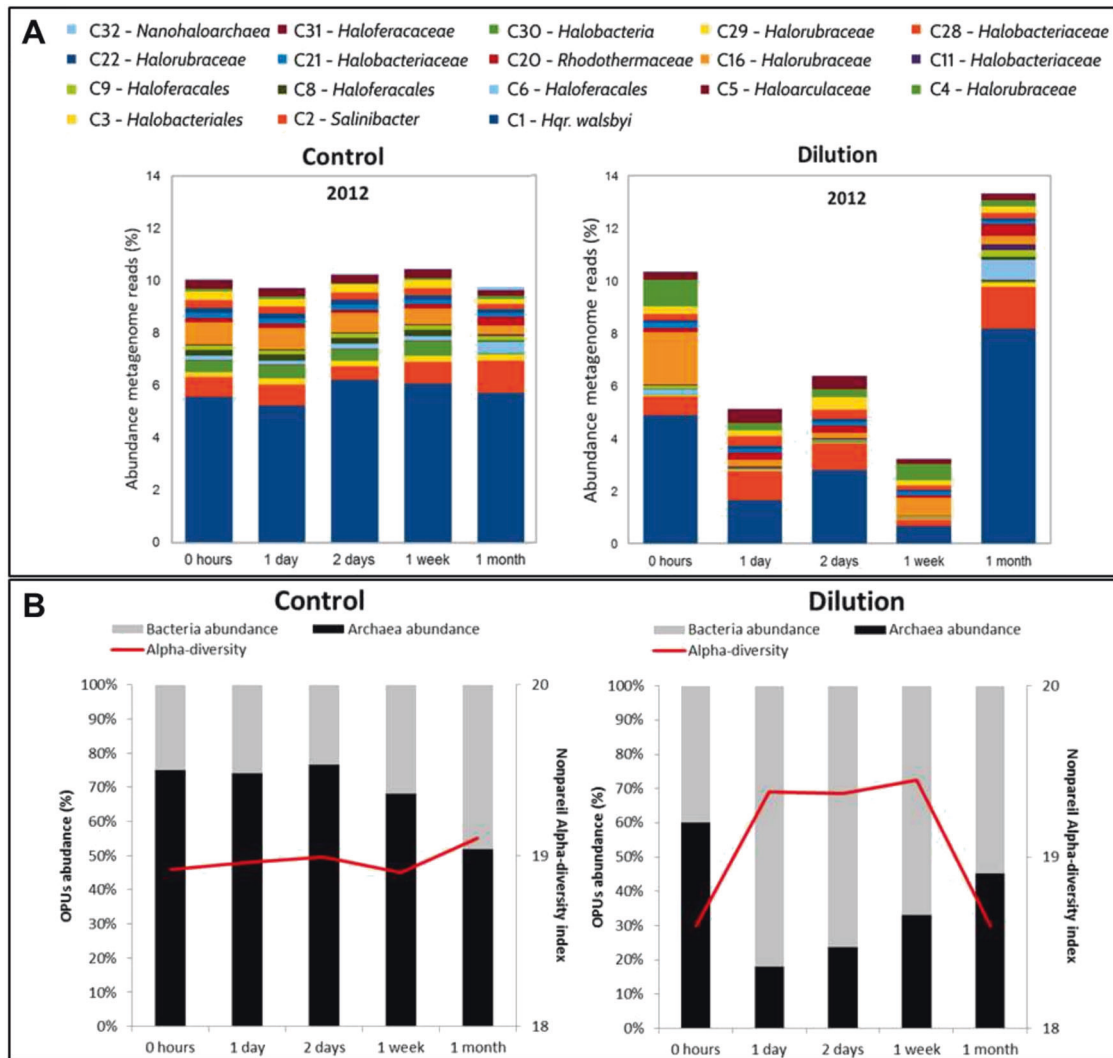 A
C32 - Nanohaloarchaea C31 - Haloferacaceae C30 - Halobacteria C29 - Halorubraceae C28 - Halobacteriaceae
C22 - Halorubraceae C21 - Halobacteriaceae C20 - Rhodothermaceae C16 - Halorubraceae C11 - Halobacteriaceae
C9 - Haloferacales C8 - Haloferacales C6 - Haloferacales C5 - Haloarculaceae C4 - Halorubraceae
C3 - Halobacteriales C2 - Salinibacter C1 - Hqr. walsbyi
Control
2012
Abundance metagenome reads (%)
14
12
10
8
6
4
2
0
0 hours 1 day 2 days 1 week 1 month
Dilution
2012
Abundance metagenome reads (%)
14
12
10
8
6
4
2
0
0 hours 1 day 2 days 1 week 1 month
B
Control
Bacteria abundance Archaea abundance
Alpha-diversity
OPUs abudance (%)
100%
90%
80%
70%
60%
50%
40%
30%
20%
10%
0%
20
19
18
Nonpareil Alpha-diversity index
0 hours 1 day 2 days 1 week 1 month
Dilution
Bacteria abundance Archaea abundance
Alpha-diversity
OPUs abundance (%)
100%
90%
80%
70%
60%
50%
40%
30%
20%
10%
0%
20
19
18
Nonpareil Alpha-diversity index
0 hours 1 day 2 days 1 week 1 month